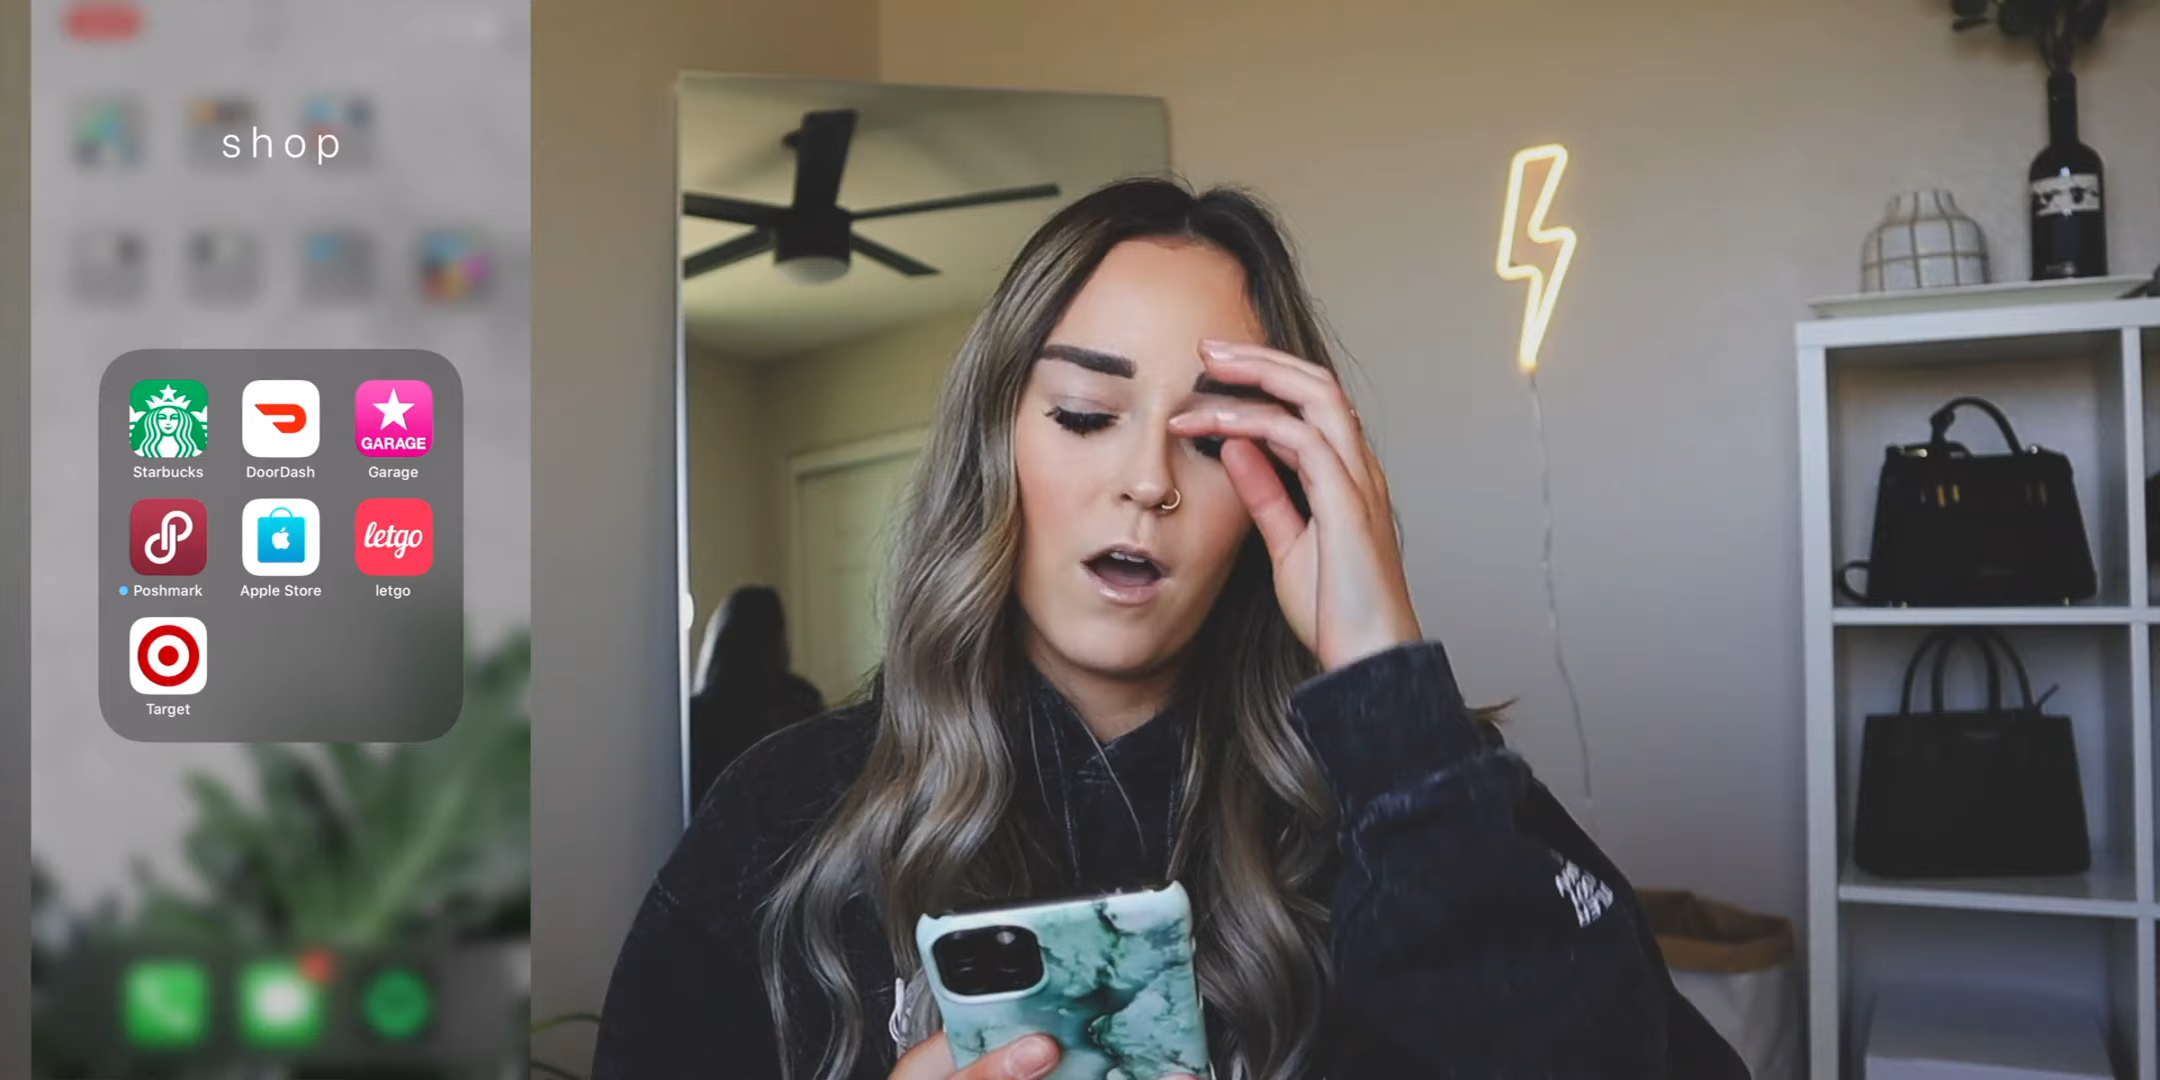 shop
GARAGE
Starbucks
DoorDash
Garage
letgo
Poshmark
Apple Store
letgo
Target